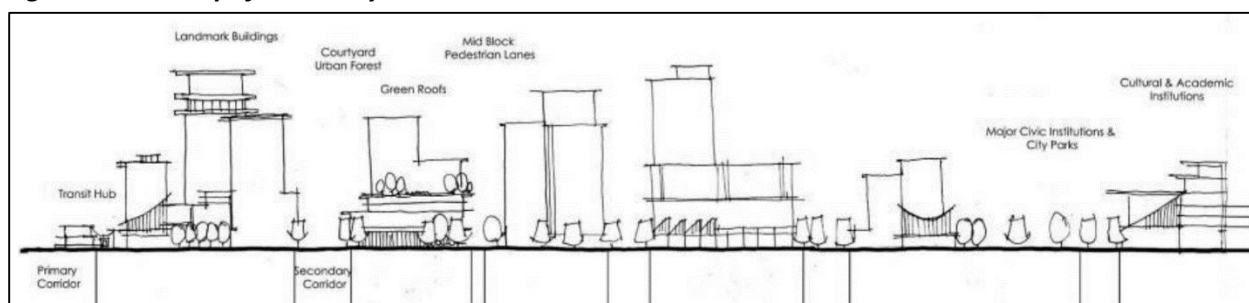 Landmark Buildings
Courtyard
Urban Forest
Green Roofs
Mid Block
Pedestrian Lanes
Cultural & Academic
Institutions
Major Civic Institutions &
City Parks
Transit Hub
Primary
Corridor
Secondary
Corridor